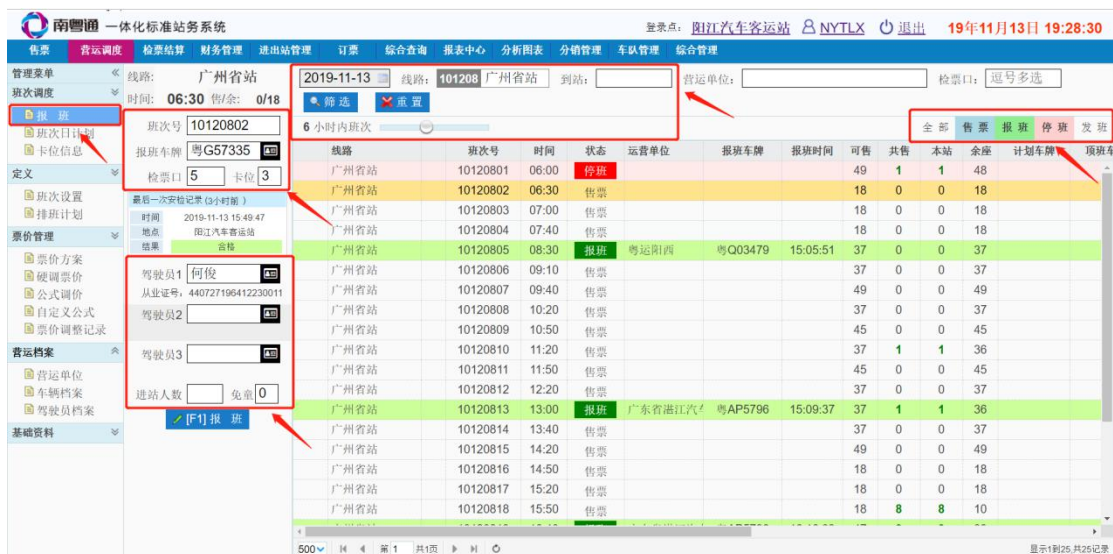 南粤通 一体化标准站务系统 登录点: 阳江汽车客运站 NYTLX 退出 19年11月13日 19:28:30
售票 营运调度 检票结算 财务管理 进出站管理 订票 综合查询 报表中心 分析图表 分销管理 车队管理 综合管理
管理菜单
班次调度
报 班
班次日计划
卡位信息
定义
班次设置
排班计划
票价管理
票价方案
硬调票价
公式调价
自定义公式
票价调整记录
营运档案
营运单位
车辆档案
驾驶员档案
基础资料
线路: 广州省站
时间: 06:30 售/余: 0/18
班次号 10120802
报班车牌 粤G57335
检票口 5 卡位 3
最后一次安检记录 (3小时前 )
时间 2019-11-13 15:49:47
地点 阳江汽车客运站
结果 合格
驾驶员1 何俊
从业证号: 440727196412230011
驾驶员2
驾驶员3
进站人数 免童 0
[F1] 报 班
2019-11-13 线路: 101208 广州省站 到站: 营运单位: 检票口: 逗号多选
筛 选 重 置
6 小时内班次 全 部 售 票 报 班 停 班 发 班
线路 班次号 时间 状态 运营单位 报班车牌 报班时间 可售 共售 本站 余座 计划车牌 顶班车
广州省站 10120801 06:00 停班 49 1 1 48
广州省站 10120802 06:30 售票 18 0 0 18
广州省站 10120803 07:00 售票 18 0 0 18
广州省站 10120804 07:40 售票 18 0 0 18
广州省站 10120805 08:30 报班 粤运阳西 粤Q03479 15:05:51 37 0 0 37
广州省站 10120806 09:10 售票 37 0 0 37
广州省站 10120807 09:40 售票 49 0 0 49
广州省站 10120808 10:20 售票 37 0 0 37
广州省站 10120809 10:50 售票 45 0 0 45
广州省站 10120810 11:20 售票 37 1 1 36
广州省站 10120811 11:50 售票 45 0 0 45
广州省站 10120812 12:20 售票 37 0 0 37
广州省站 10120813 13:00 报班 广东省湛江汽 粤AP5796 15:09:37 37 1 1 36
广州省站 10120814 13:40 售票 37 0 0 37
广州省站 10120815 14:20 售票 49 0 0 49
广州省站 10120816 14:50 售票 18 0 0 18
广州省站 10120817 15:20 售票 18 0 0 18
广州省站 10120818 15:50 售票 18 8 8 10
500 第 1 共1页 显示1到25,共25记录